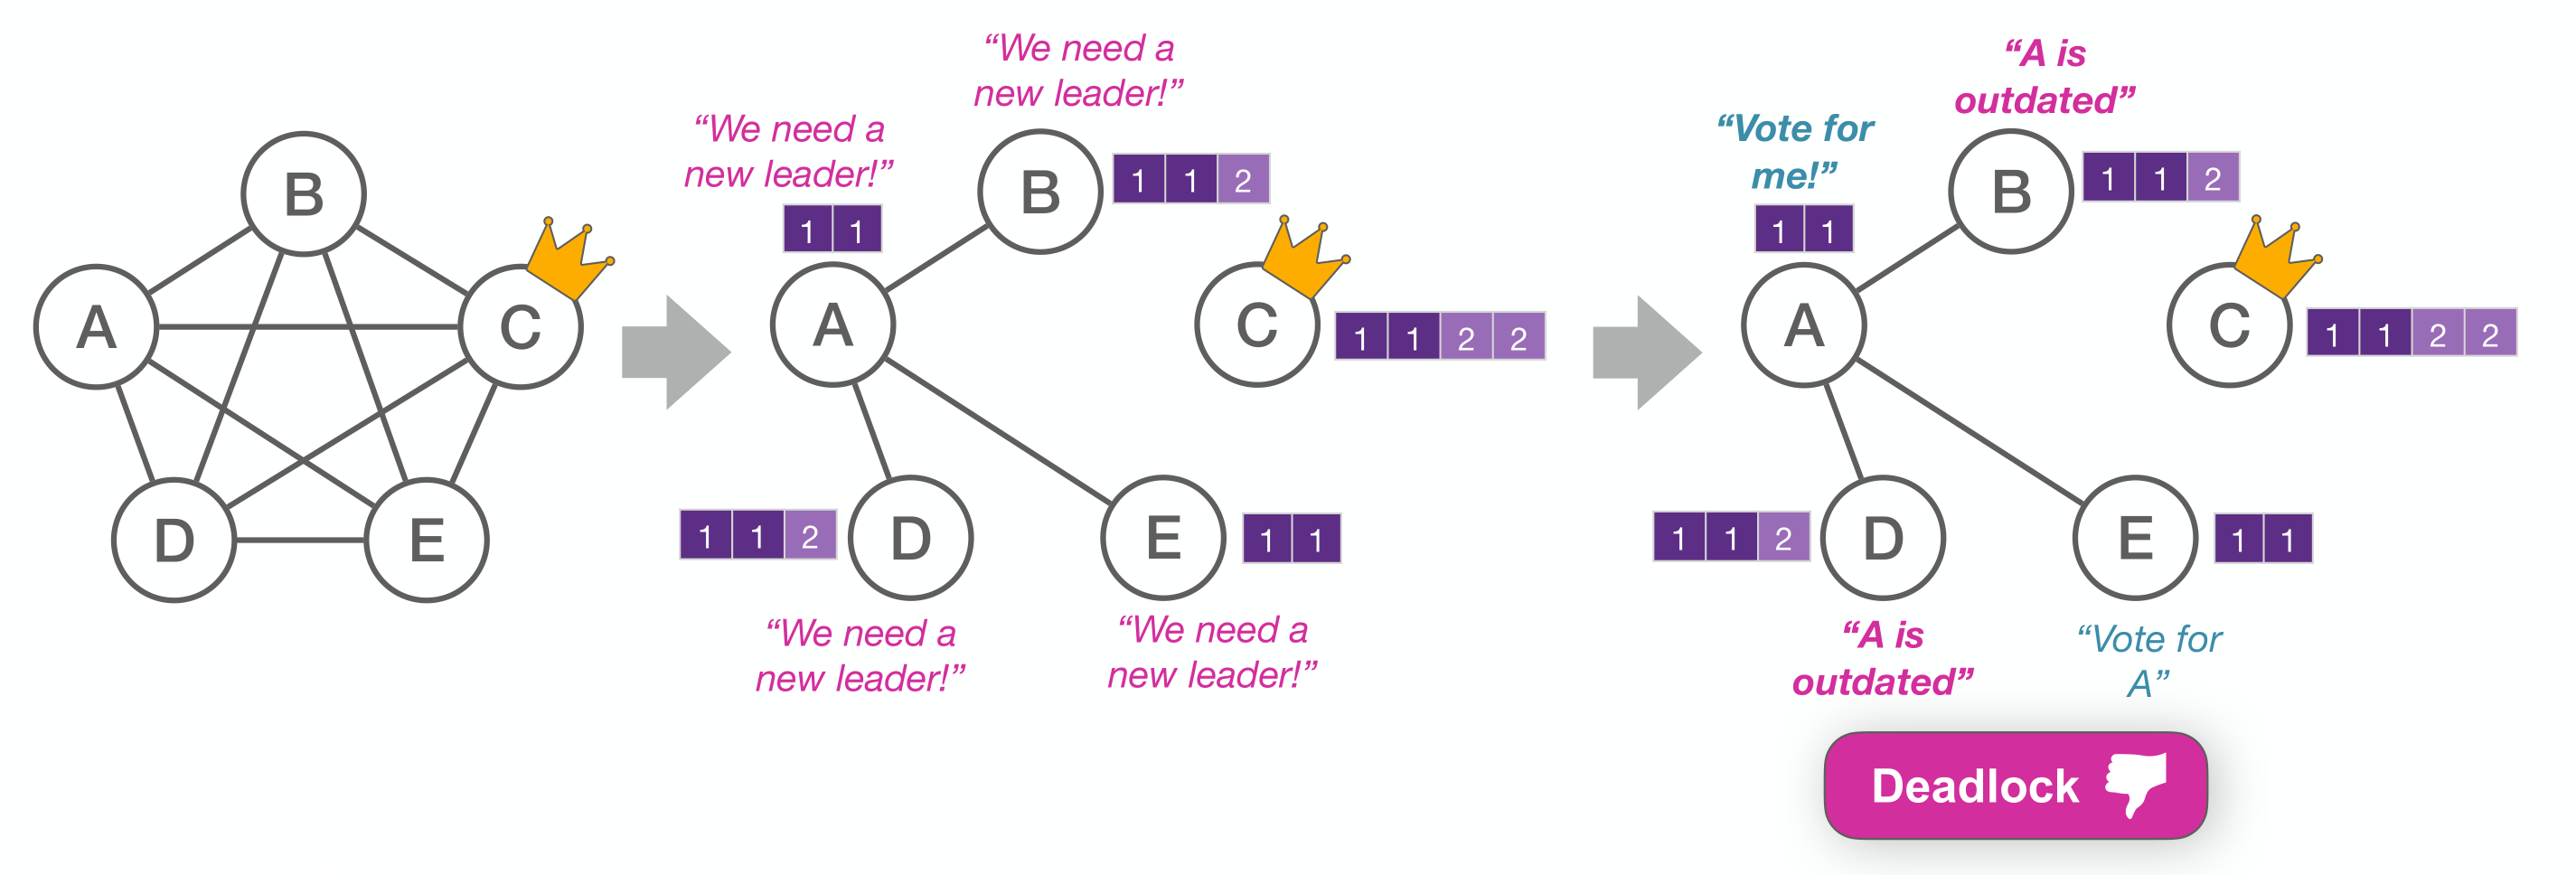 B
A
C
D
E
“We need a
new leader!”
1 1
A
“We need a
new leader!”
B
1 1 2
C
1 1 2 2
1 1 2
D
“We need a
new leader!”
E
1 1
“We need a
new leader!”
“Vote for
me!”
1 1
A
“A is
outdated”
B
1 1 2
C
1 1 2 2
1 1 2
D
“A is
outdated”
E
1 1
“Vote for
A”
Deadlock